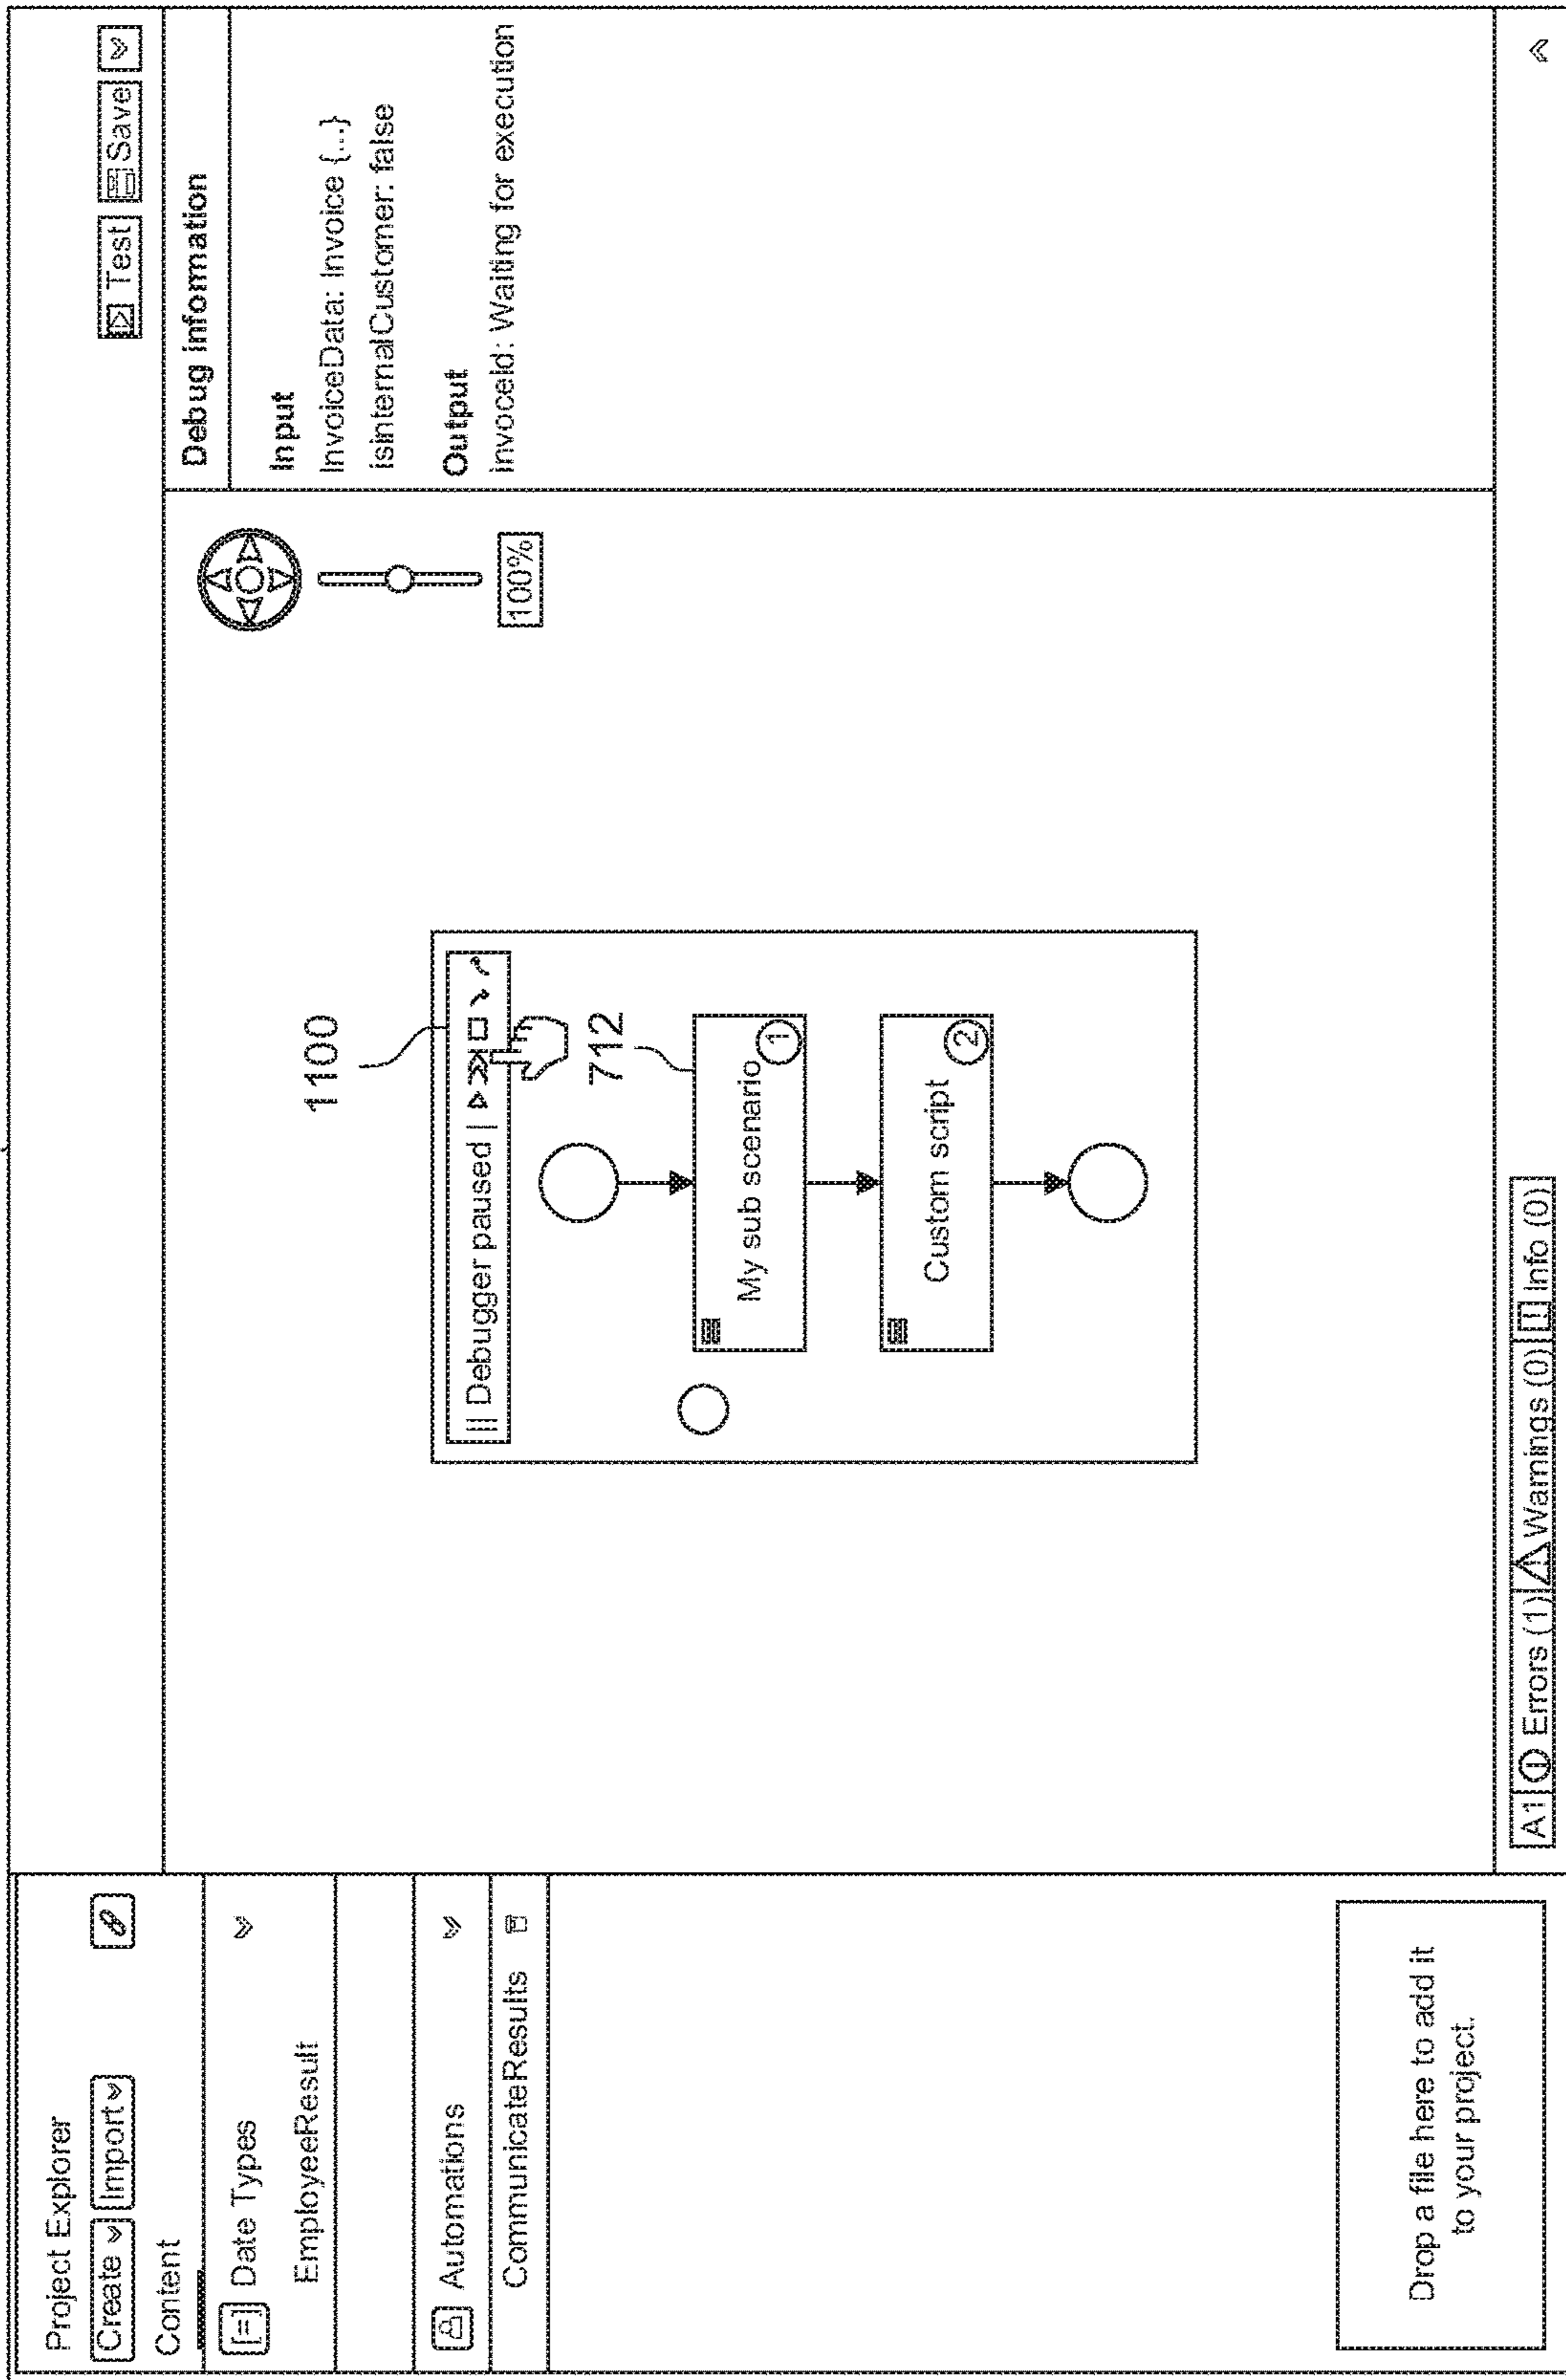 Project Explorer
Create Import
Content
[=] Date Types
EmployeeResult
Automations
CommunicateResults
Drop a file here to add it
to your project.
Test Save
1100
||| Debugger paused |
712
My sub scenario
1
Custom script
2
100%
Debug information
Input
InvoiceData: Invoice {...}
isinternalCustomer: false
Output
invoceId: Waiting for execution
A1 Errors (1) Warnings (0) Info (0)